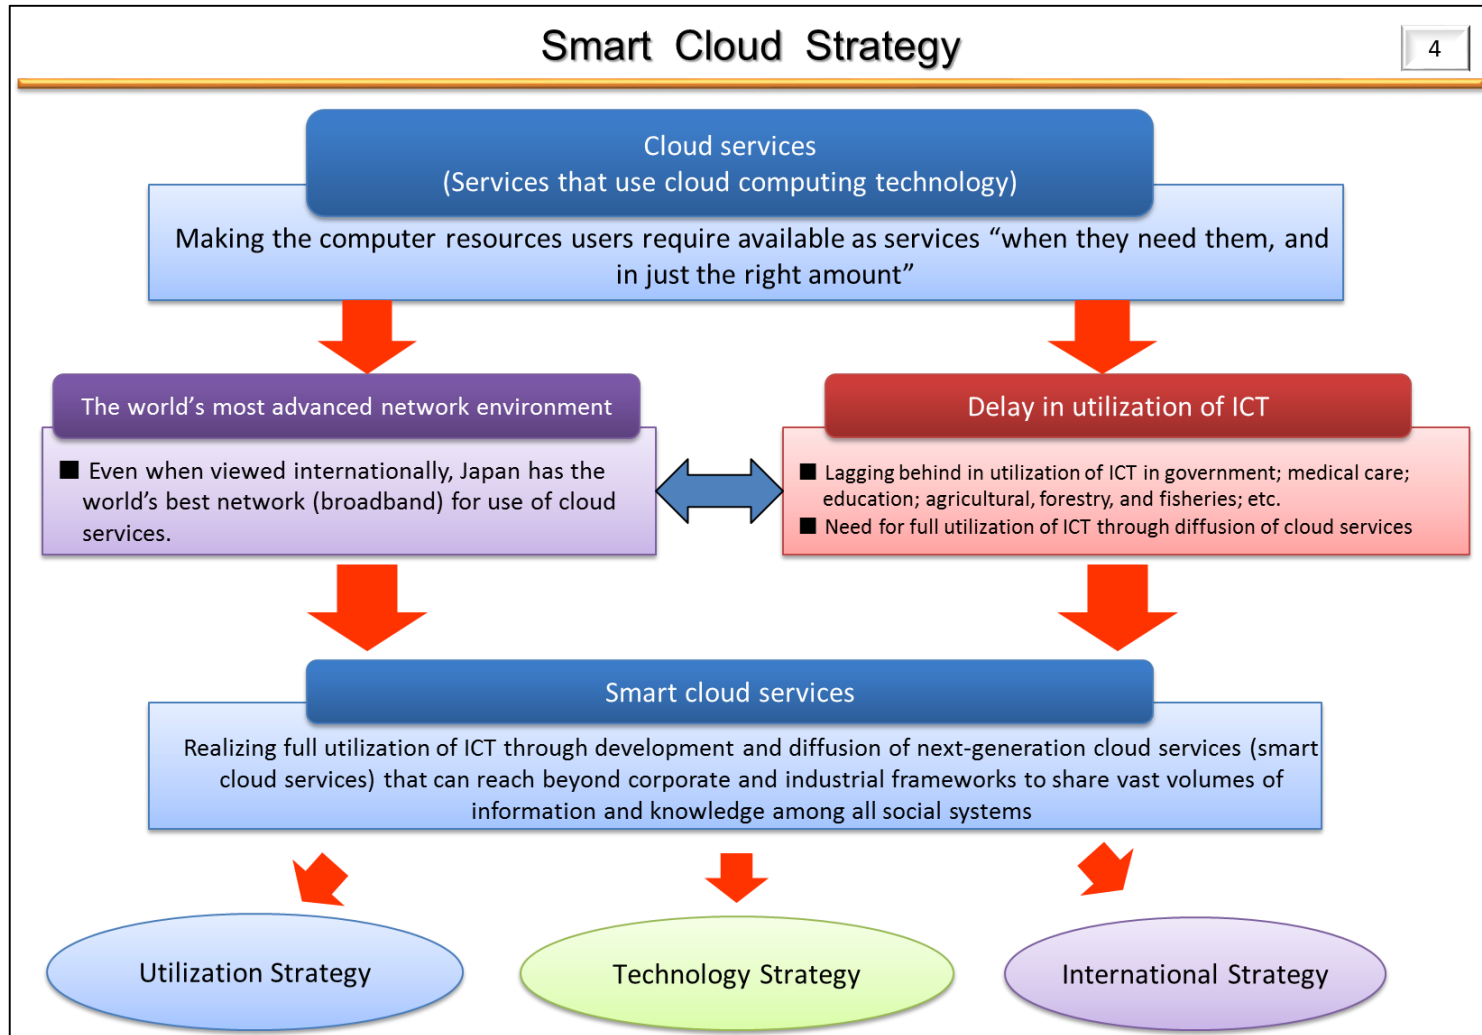 Smart Cloud Strategy
4
Cloud services
(Services that use cloud computing technology)
Making the computer resources users require available as services “when they need them, and
in just the right amount”
The world’s most advanced network environment
■ Even when viewed internationally, Japan has the
world’s best network (broadband) for use of cloud
services.
Delay in utilization of ICT
■ Lagging behind in utilization of ICT in government; medical care;
education; agricultural, forestry, and fisheries; etc.
■ Need for full utilization of ICT through diffusion of cloud services
Smart cloud services
Realizing full utilization of ICT through development and diffusion of next-generation cloud services (smart
cloud services) that can reach beyond corporate and industrial frameworks to share vast volumes of
information and knowledge among all social systems
Utilization Strategy
Technology Strategy
International Strategy